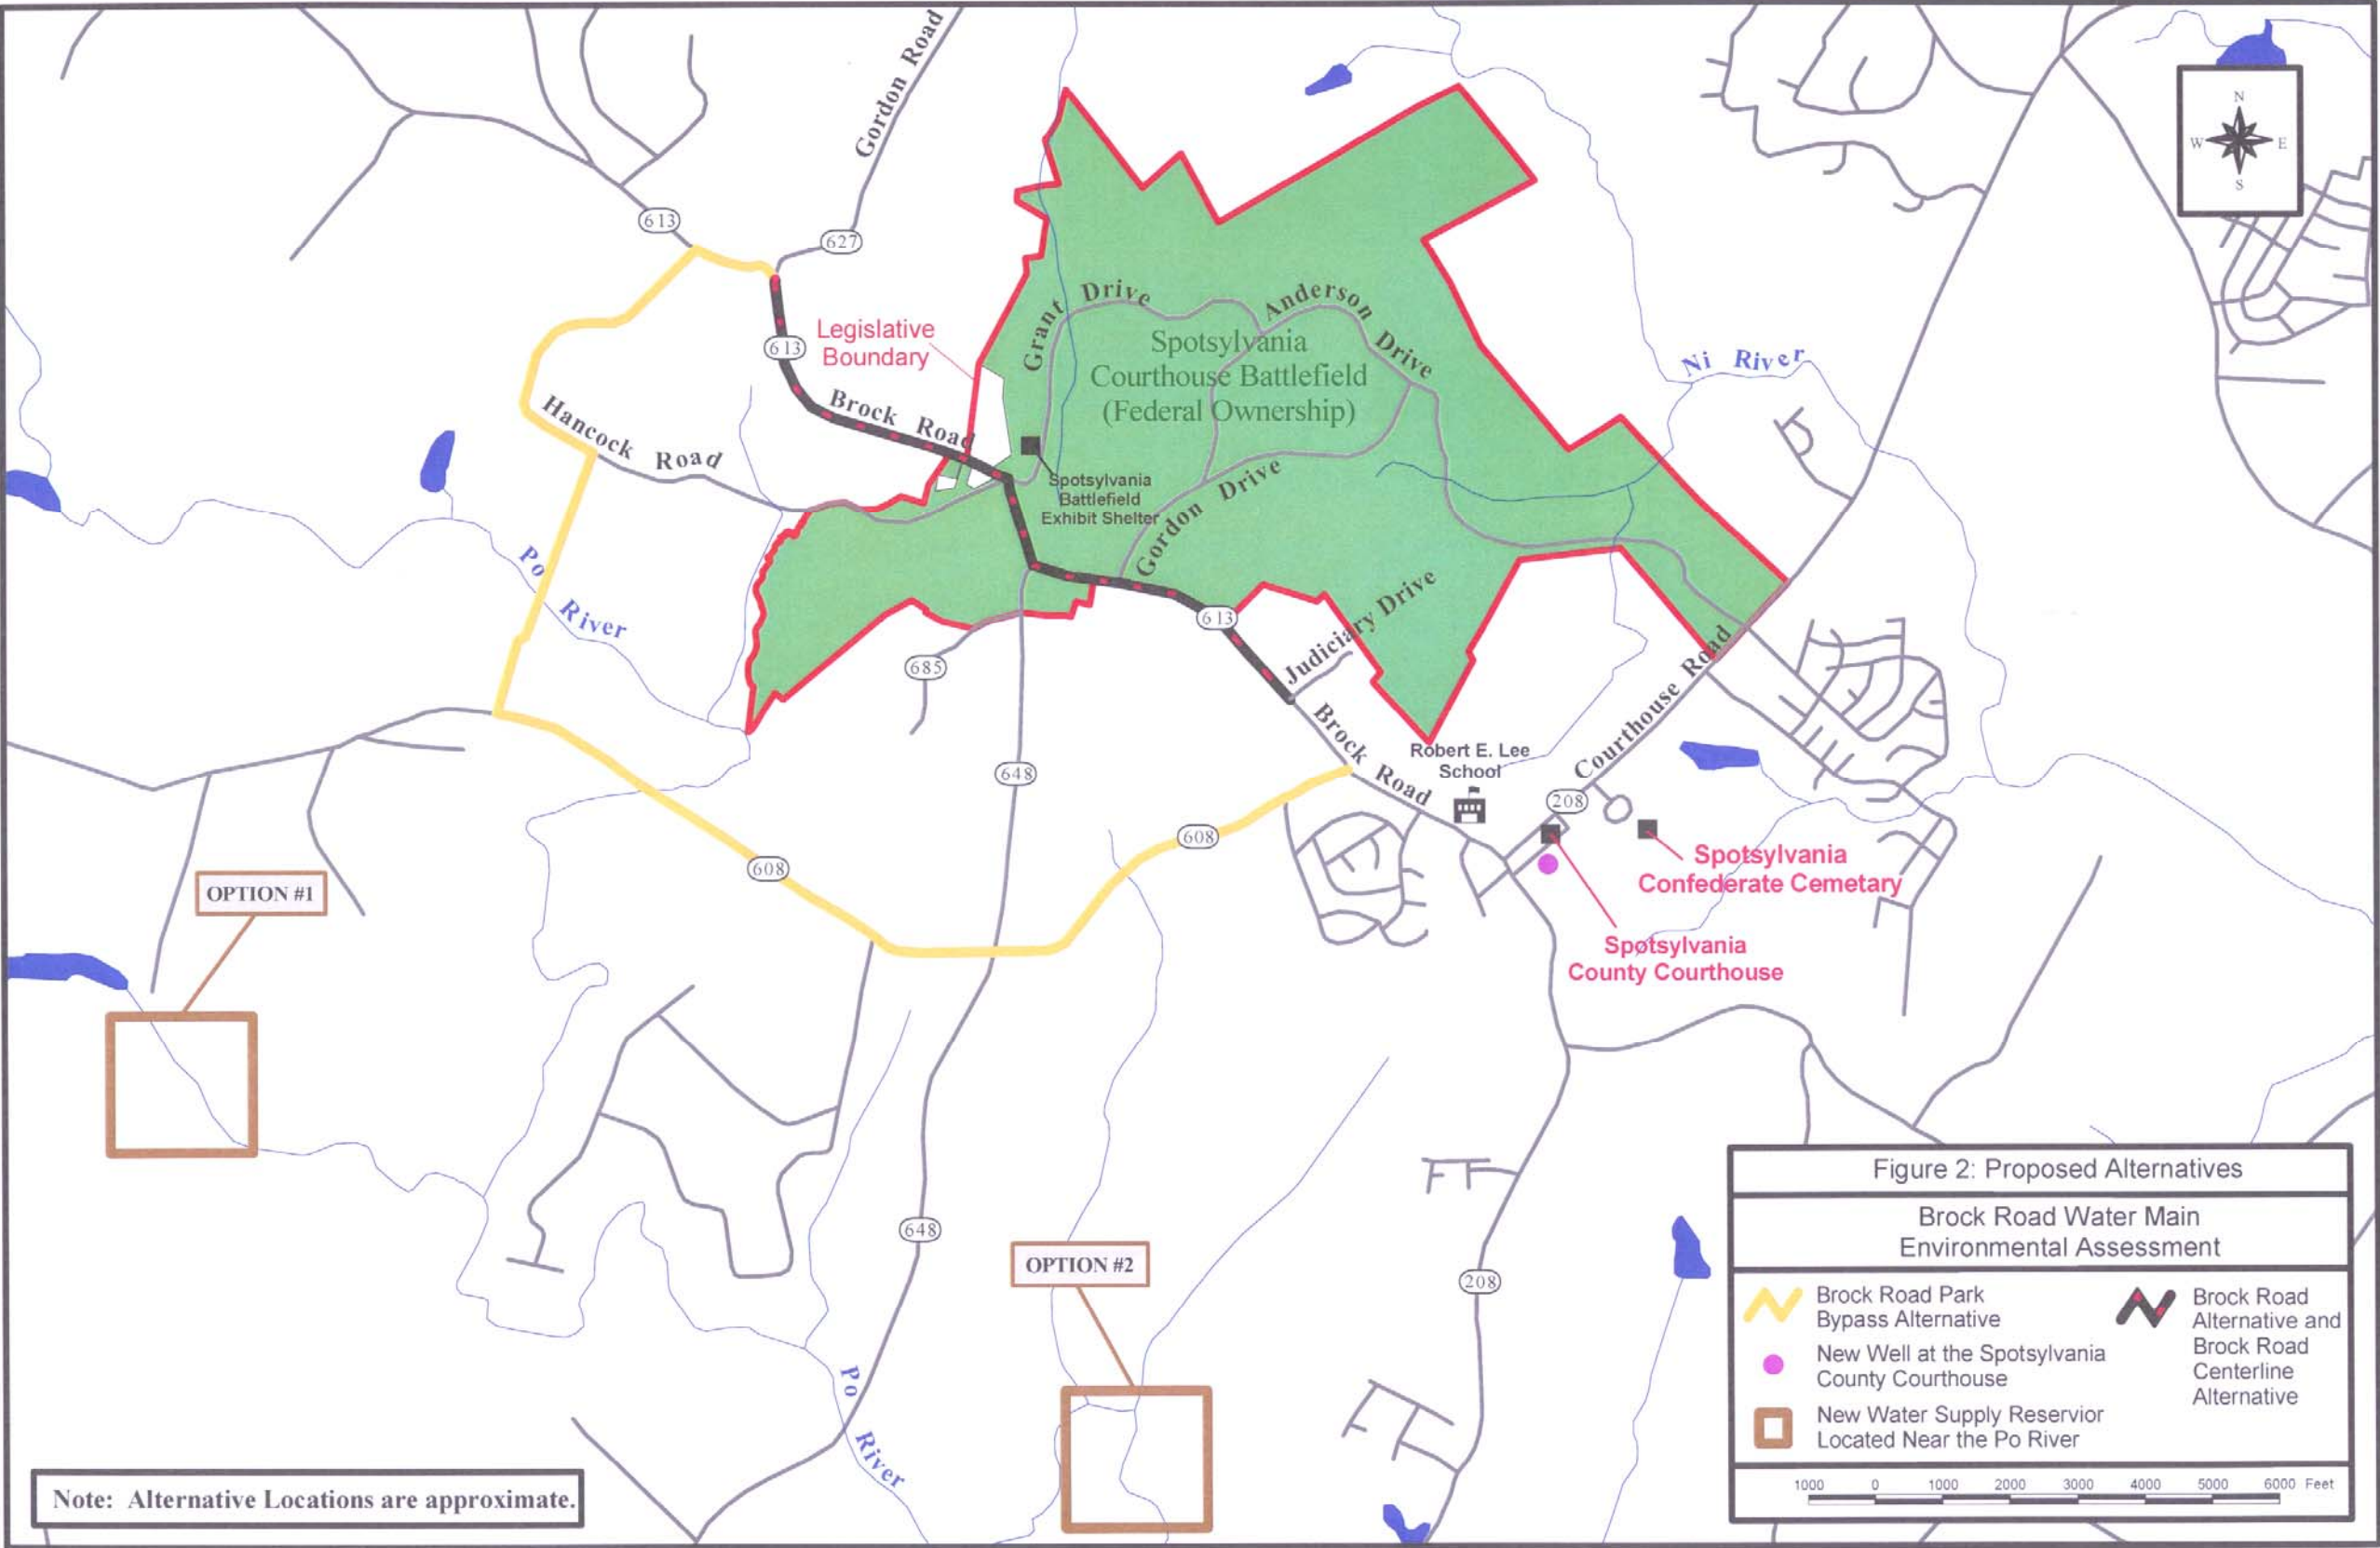 Gordon Road
N
W E
S
613
627
Legislative
Boundary
Grant Drive
Anderson Drive
613
Spotsylvania
Courthouse Battlefield
(Federal Ownership)
Ni River
Brock Road
Hancock Road
Spotsylvania
Battlefield
Exhibit Shelter
Gordon Drive
Po River
613
Judiciary Drive
685
Courthouse Road
Brock Road
Robert E. Lee
School
648
208
608
608
Spotsylvania
Confederate Cemetary
OPTION #1
Spotsylvania
County Courthouse
648
OPTION #2
208
Po River
Note: Alternative Locations are approximate.
Figure 2: Proposed Alternatives
Brock Road Water Main
Environmental Assessment
Brock Road Park
Bypass Alternative
New Well at the Spotsylvania
County Courthouse
New Water Supply Reservior
Located Near the Po River
Brock Road
Alternative and
Brock Road
Centerline
Alternative
1000 0 1000 2000 3000 4000 5000 6000 Feet